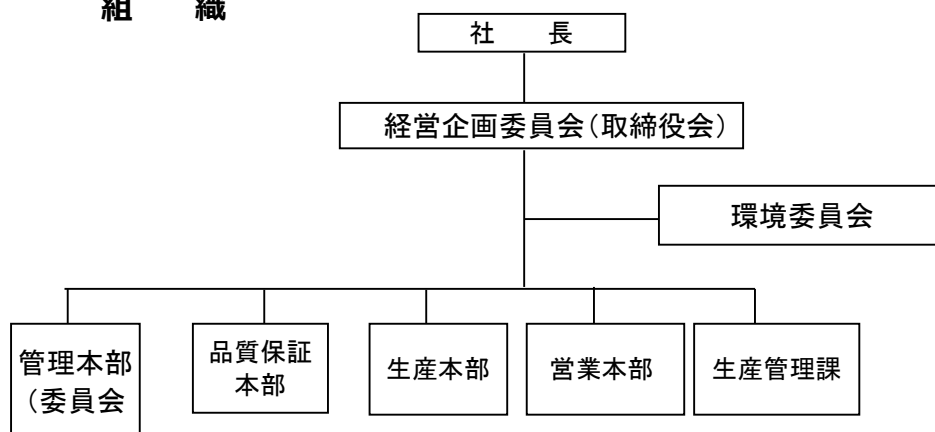 組　織
社　長
経営企画委員会(取締役会)
環境委員会
管理本部
(委員会
品質保証
本部
生産本部
営業本部
生産管理課